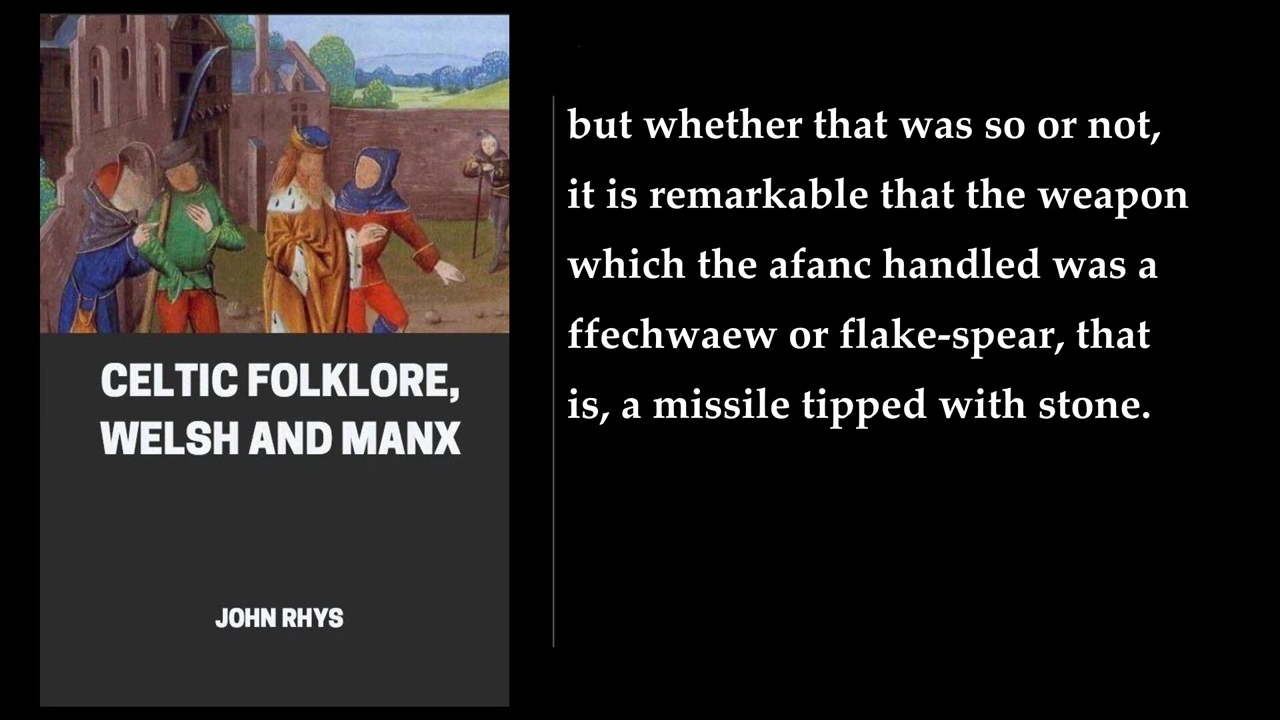 CELTIC FOLKLORE,
WELSH AND MANX
JOHN RHYS
but whether that was so or not,
it is remarkable that the weapon
which the afanc handled was a
ffechwaew or flake-spear, that
is, a missile tipped with stone.